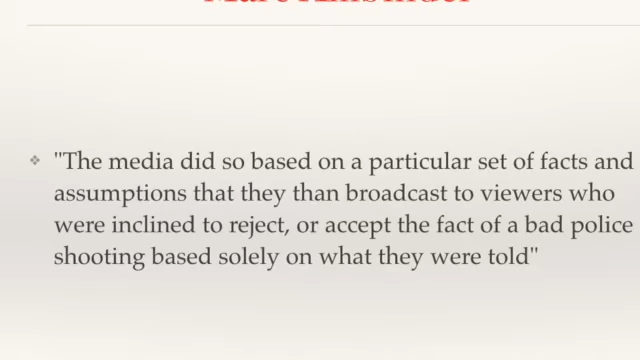 "The media did so based on a particular set of facts and
assumptions that they than broadcast to viewers who
were inclined to reject, or accept the fact of a bad police
shooting based solely on what they were told"